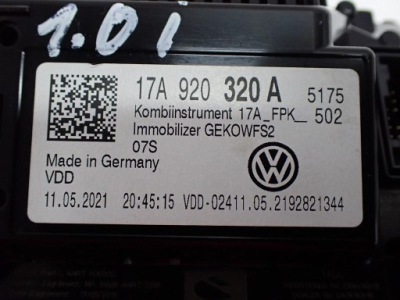 1.0i
17A 920 320 A 5175
Kombiinstrument 17A_FPK_ 502
Immobilizer GEKOWFS2
07S
Made in Germany
VDD
11.05.2021 20:45:15 VDD-02411.05.2192821344